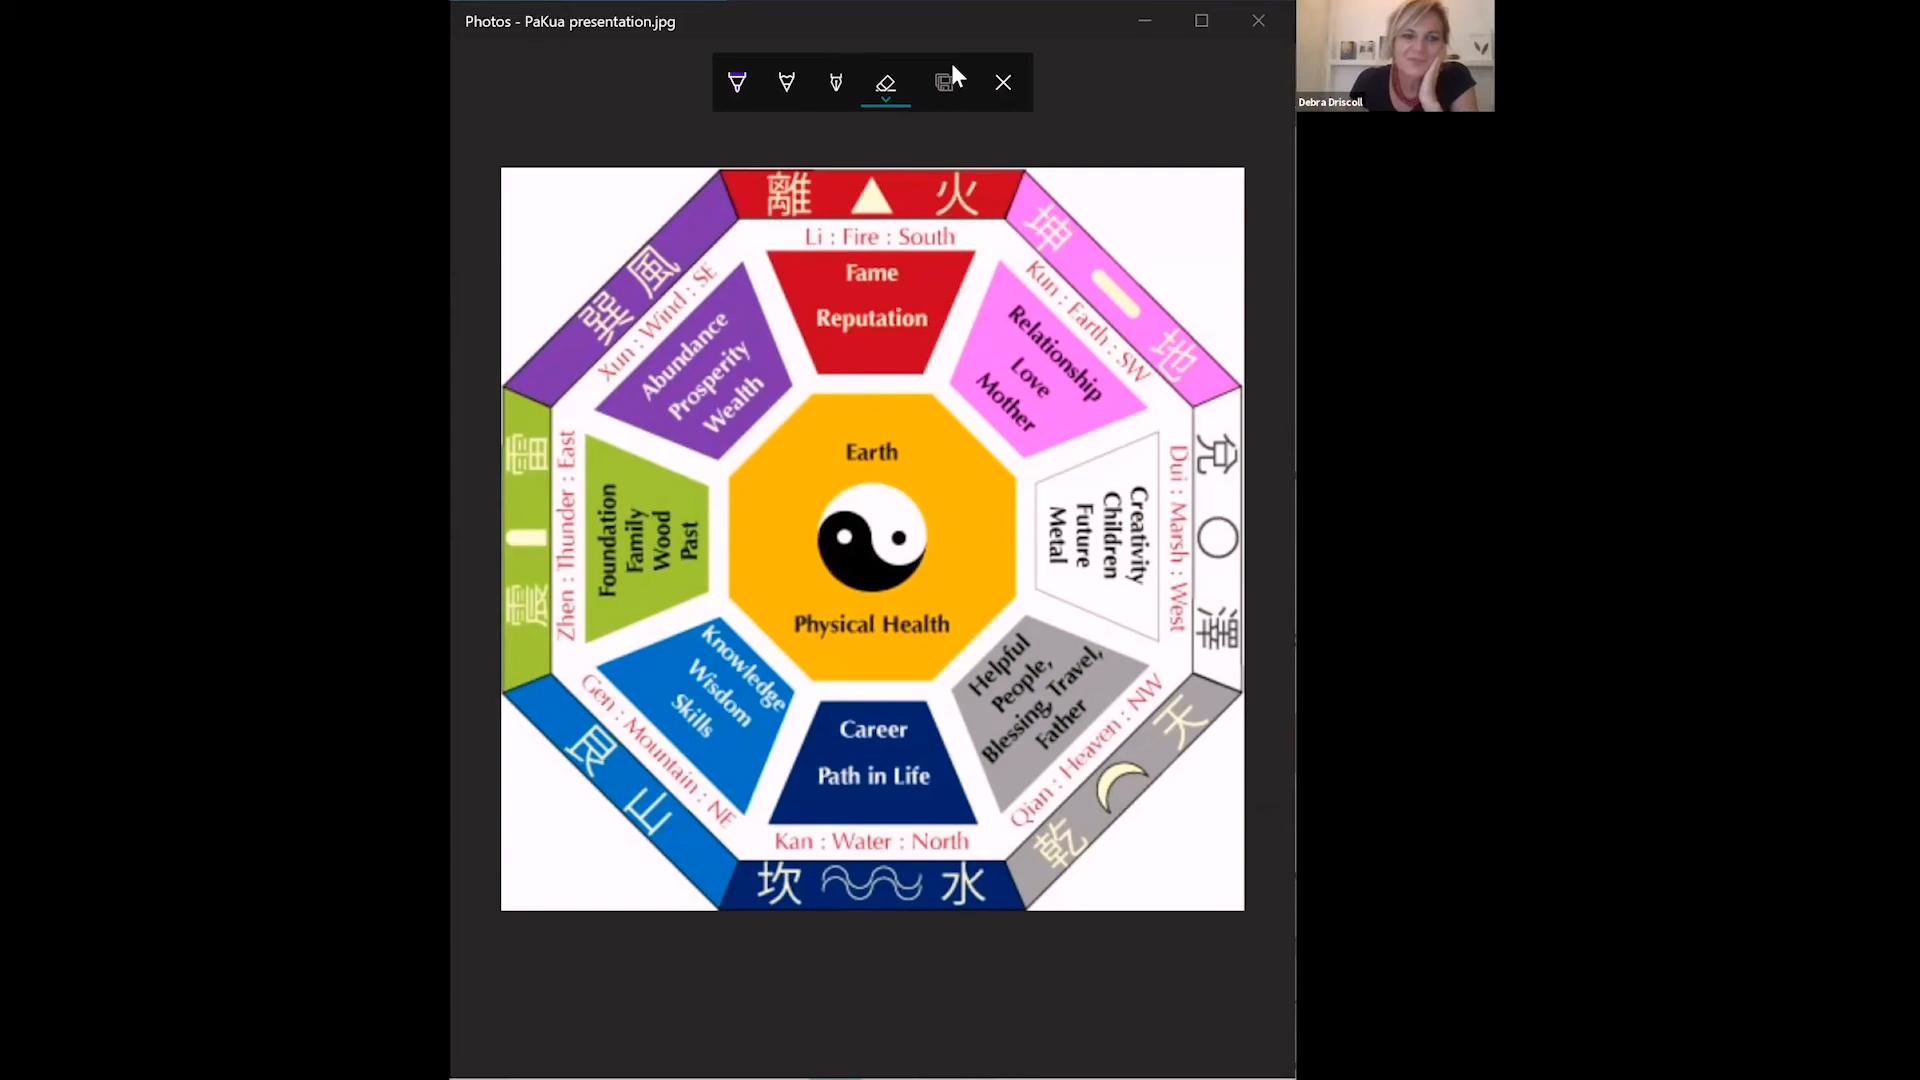 Photos - PaKua presentation.jpg
Debra Driscoll
離 火
Li : Fire : South
Fame
Reputation
巽 風
Xun : Wind : SE
Abundance
Prosperity
Wealth
坤 地
Kun : Earth : SW
Relationship
Love
Mother
雷 震
Zhen : Thunder : East
Foundation
Family
Wood
Past
Earth
Physical Health
兌 澤
Dui : Marsh : West
Creativity
Children
Future
Metal
艮 山
Gen : Mountain : NE
Knowledge
Wisdom
Skills
Career
Path in Life
Kan : Water : North
坎 水
Helpful
People,
Blessing, Travel,
Father
Qian : Heaven : NW
乾 天